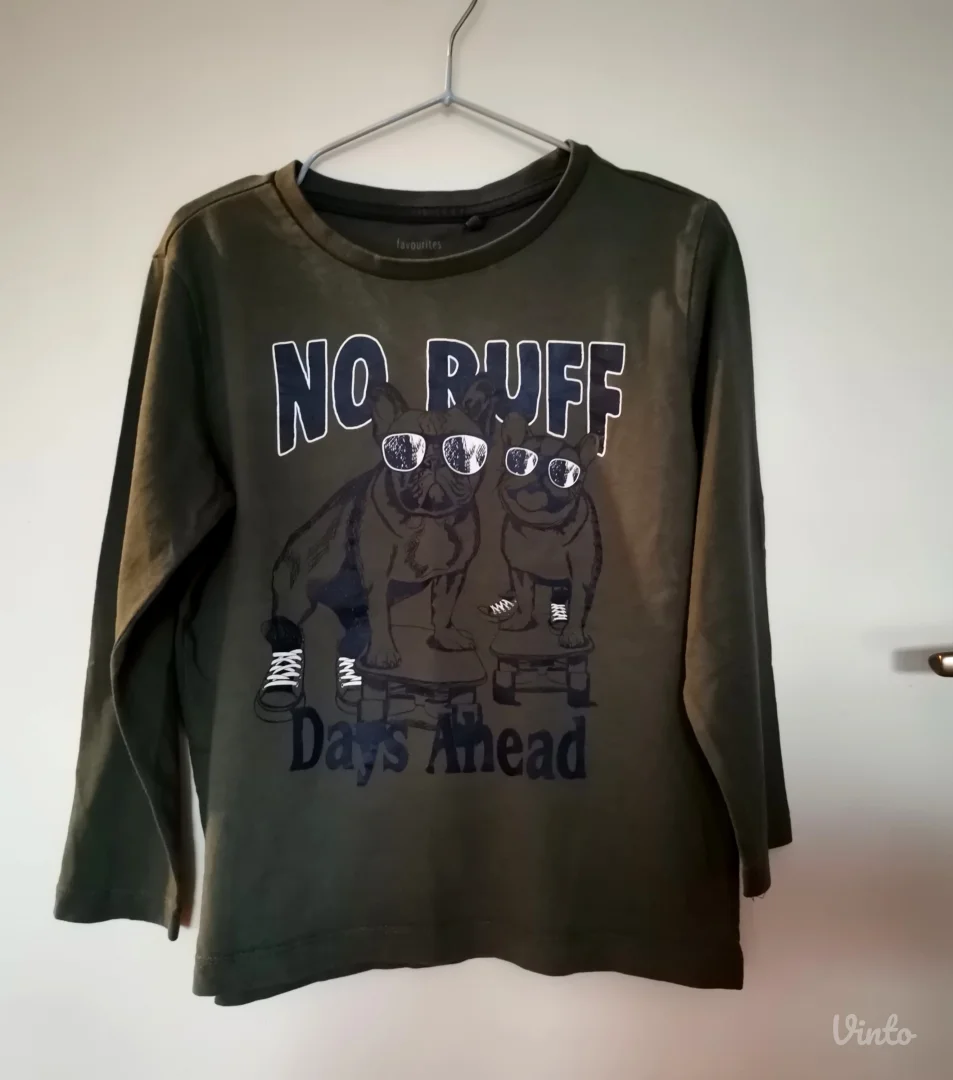 favourites
NO RUFF
Days Ahead
Vinto